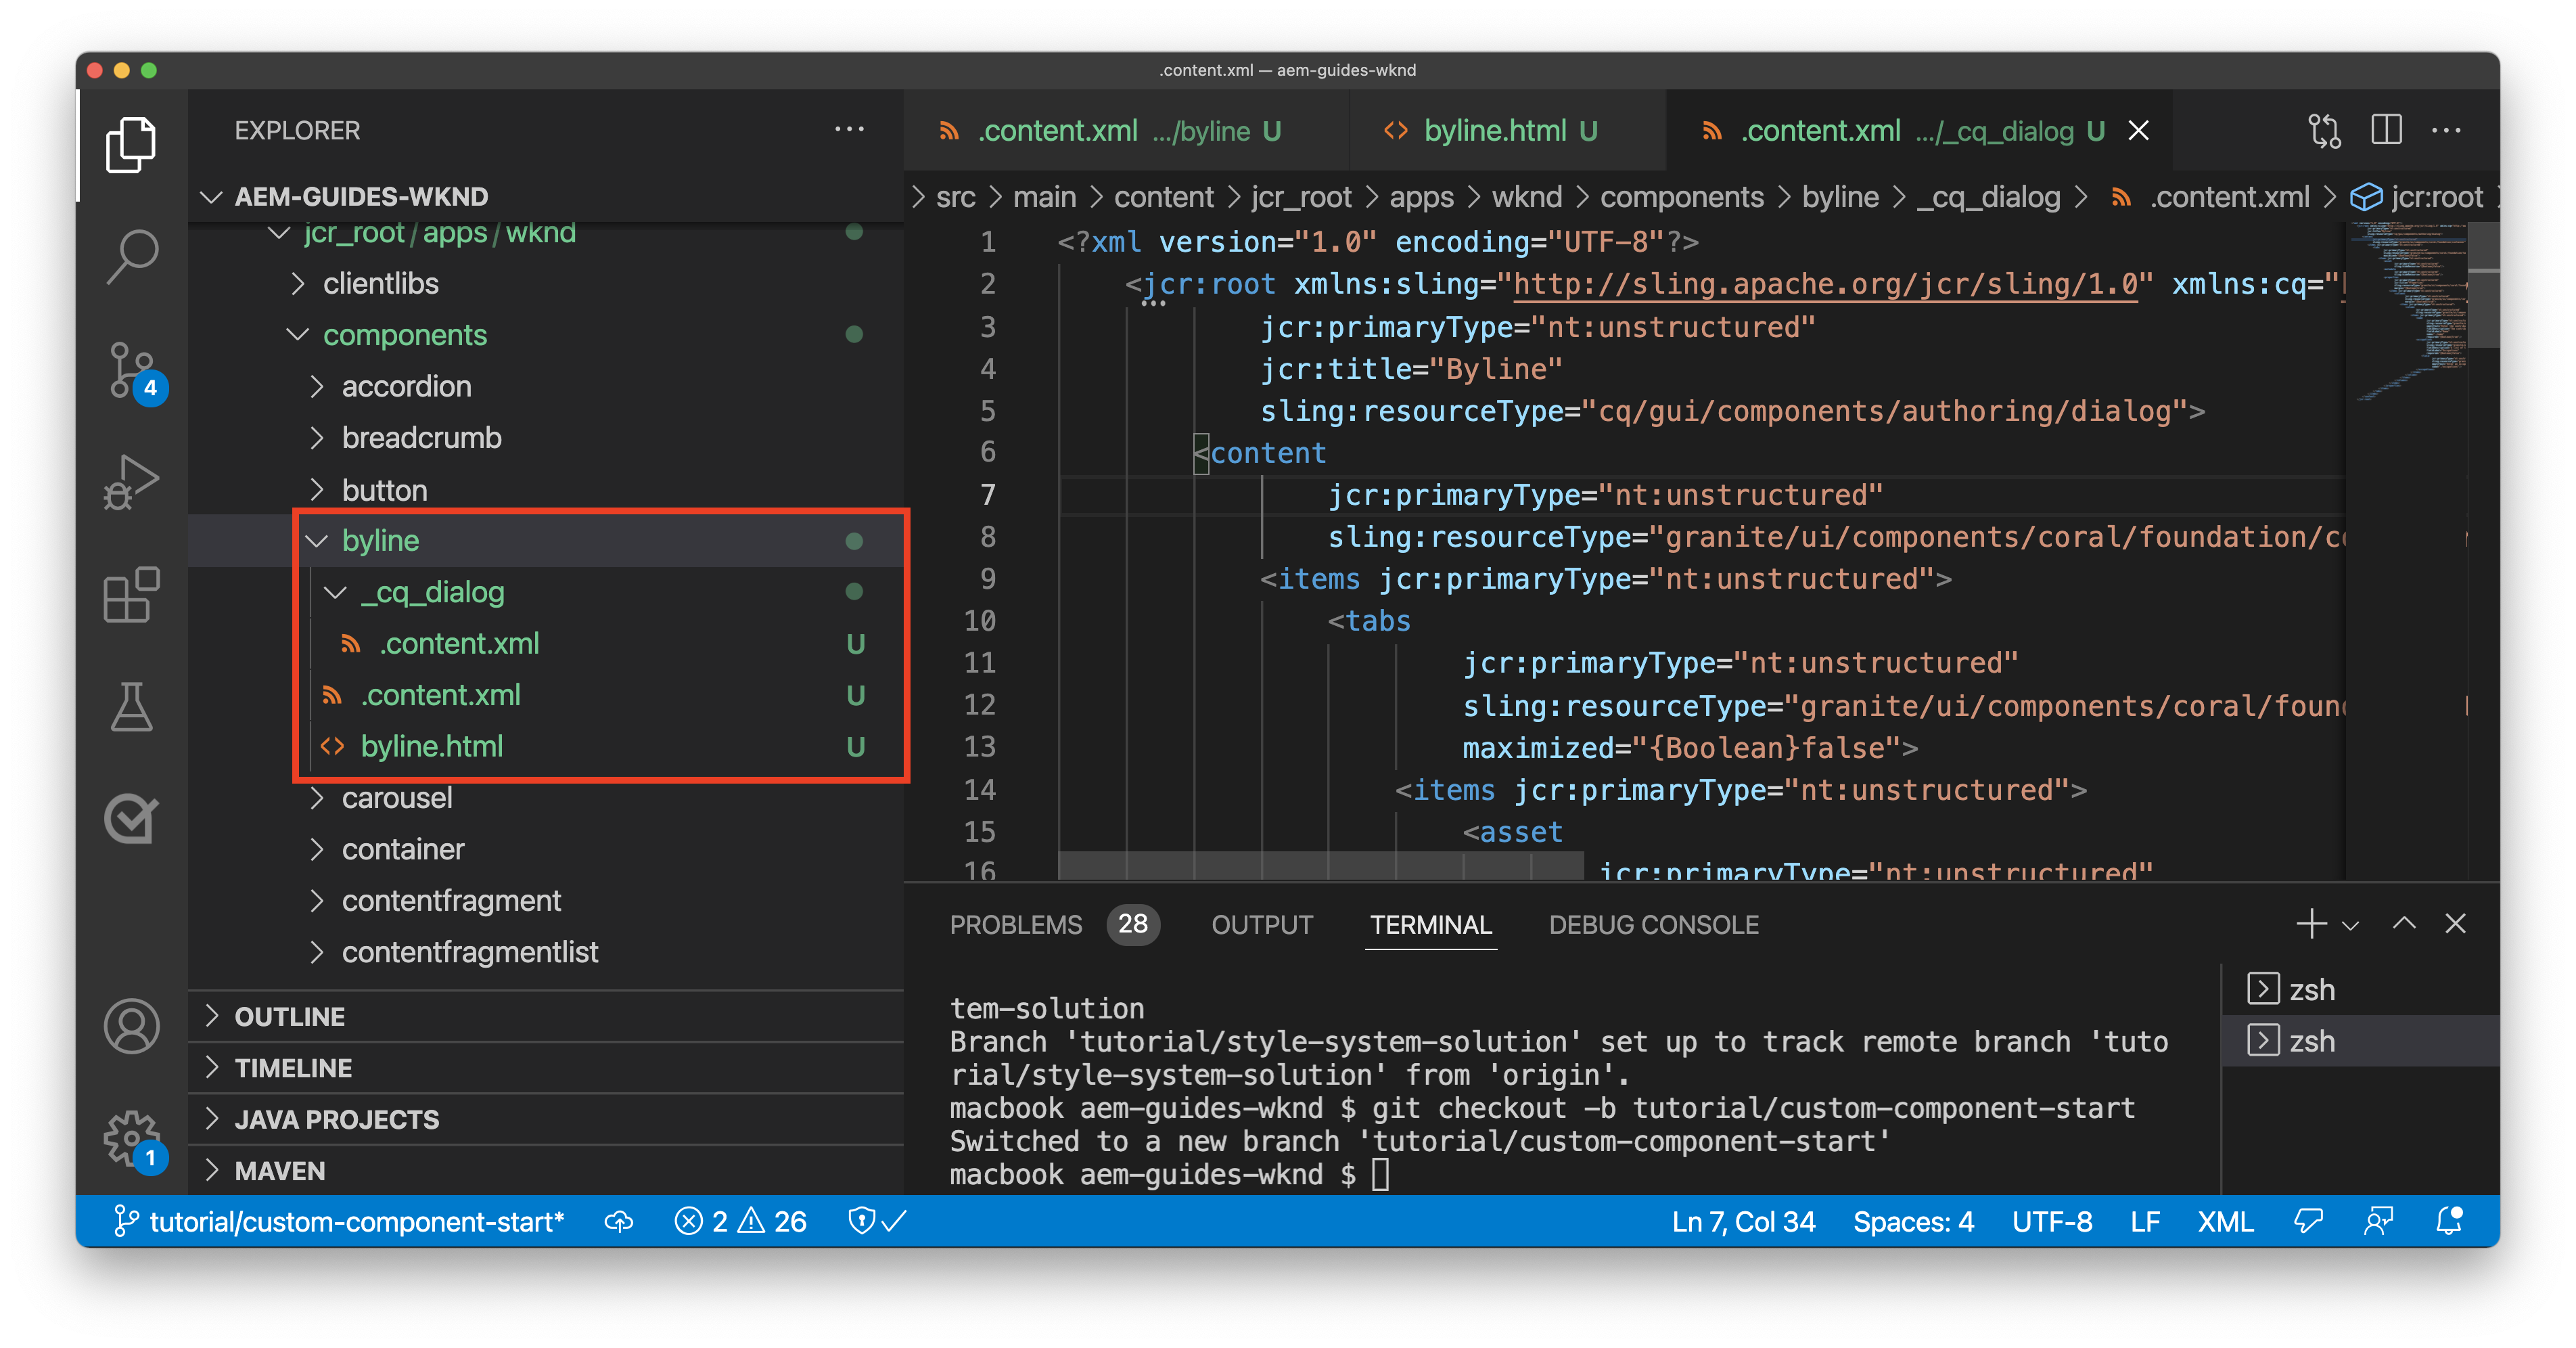 .content.xml — aem-guides-wknd
EXPLORER
AEM-GUIDES-WKND
jcr_root/apps/wknd
clientlibs
components
accordion
breadcrumb
button
byline
_cq_dialog
.content.xml U
.content.xml U
byline.html U
carousel
container
contentfragment
contentfragmentlist
OUTLINE
TIMELINE
JAVA PROJECTS
MAVEN
4
1
.content.xml .../byline U
byline.html U
.content.xml .../_cq_dialog U
src > main > content > jcr_root > apps > wknd > components > byline > _cq_dialog > .content.xml > jcr:root
1 <?xml version="1.0" encoding="UTF-8"?>
2 <jcr:root xmlns:sling="http://sling.apache.org/jcr/sling/1.0" xmlns:cq="
3 jcr:primaryType="nt:unstructured"
4 jcr:title="Byline"
5 sling:resourceType="cq/gui/components/authoring/dialog">
6 <content
7 jcr:primaryType="nt:unstructured"
8 sling:resourceType="granite/ui/components/coral/foundation/
9 <items jcr:primaryType="nt:unstructured">
10 <tabs
11 jcr:primaryType="nt:unstructured"
12 sling:resourceType="granite/ui/components/coral/foun
13 maximized="{Boolean}false">
14 <items jcr:primaryType="nt:unstructured">
15 <asset
16 jcr:primaryType="nt:unstructured"
PROBLEMS 28 OUTPUT TERMINAL DEBUG CONSOLE
tem-solution
Branch 'tutorial/style-system-solution' set up to track remote branch 'tuto
rial/style-system-solution' from 'origin'.
macbook aem-guides-wknd $ git checkout -b tutorial/custom-component-start
Switched to a new branch 'tutorial/custom-component-start'
macbook aem-guides-wknd $
zsh
zsh
tutorial/custom-component-start* 2 26 Ln 7, Col 34 Spaces: 4 UTF-8 LF XML